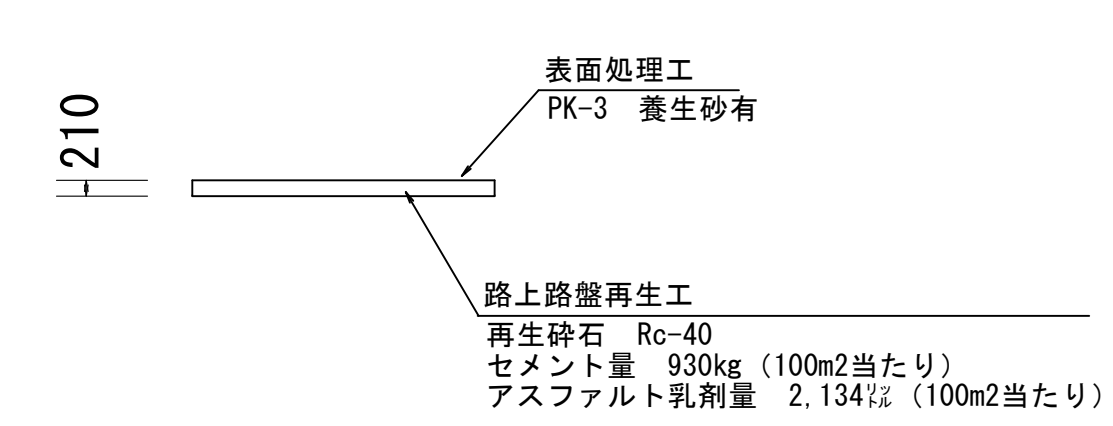 表面処理工
PK-3　養生砂有
210
路上路盤再生工
再生砕石　Rc-40
セメント量　930kg（100m2当たり）
アスファルト乳剤量　2,134㍑（100m2当たり）